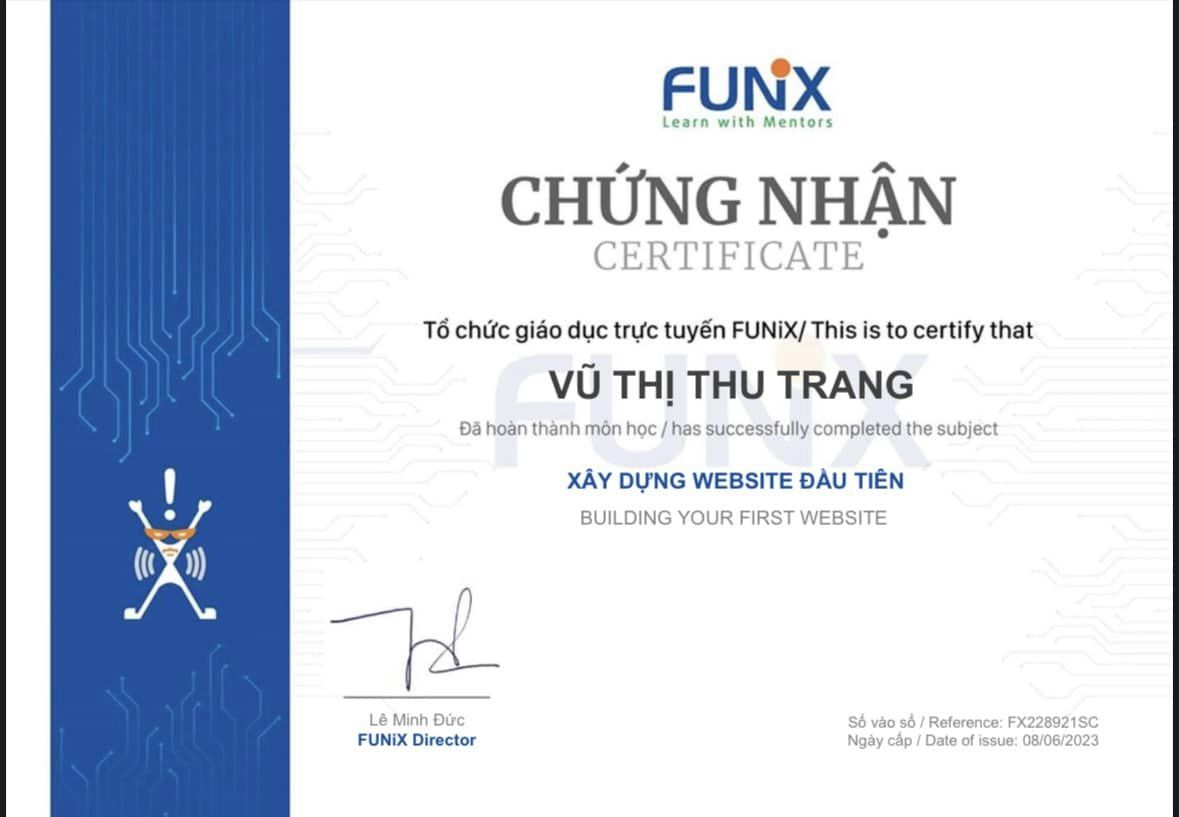 FUNiX
Learn with Mentors
CHỨNG NHẬN
CERTIFICATE
Tổ chức giáo dục trực tuyến FUNiX/ This is to certify that
VŨ THỊ THU TRANG
Đã hoàn thành môn học / has successfully completed the subject
XÂY DỰNG WEBSITE ĐẦU TIÊN
BUILDING YOUR FIRST WEBSITE
Lê Minh Đức
FUNiX Director
Số vào sổ / Reference: FX228921SC
Ngày cấp / Date of issue: 08/06/2023